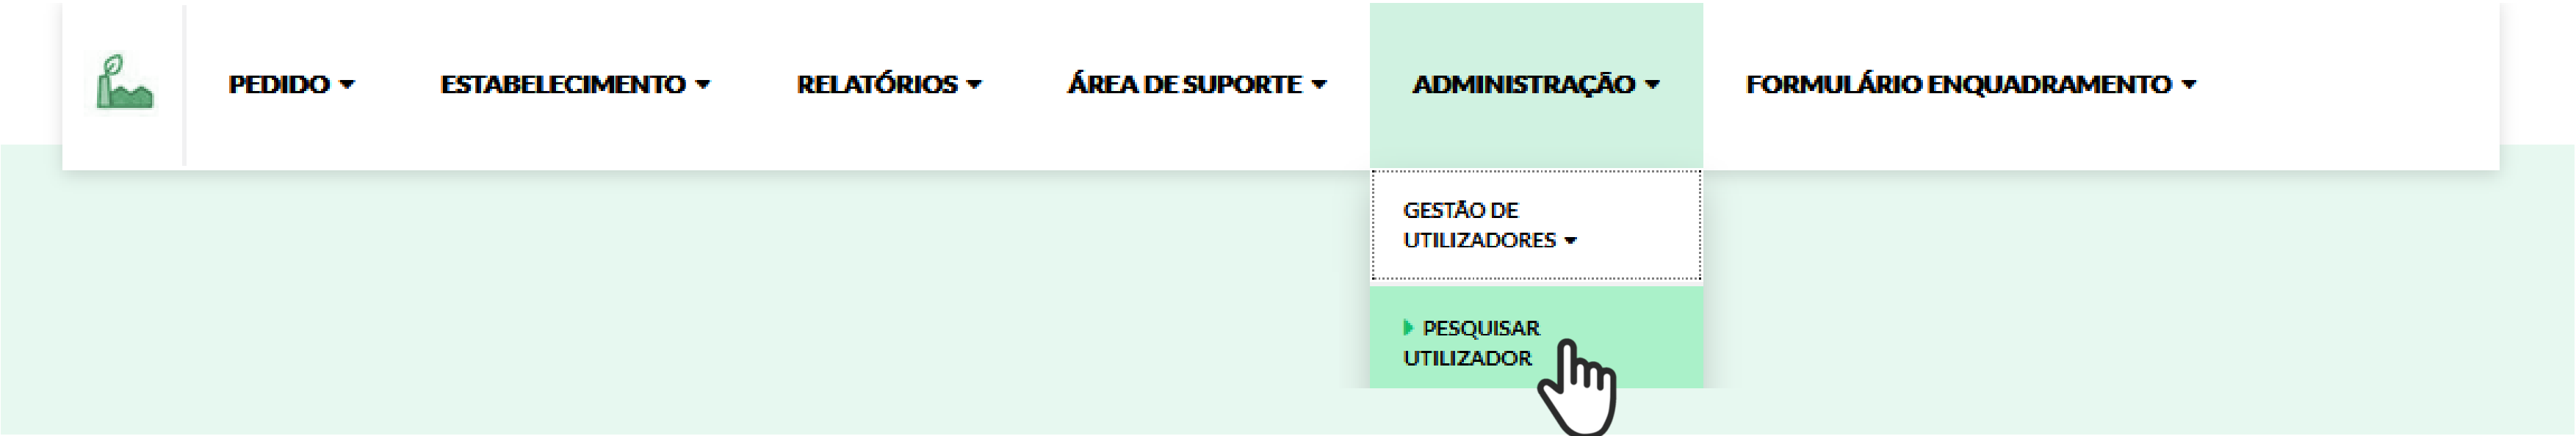 PEDIDO ESTABELECIMENTO RELATÓRIOS ÁREA DE SUPORTE ADMINISTRAÇÃO FORMULÁRIO ENQUADRAMENTO
GESTÃO DE
UTILIZADORES
PESQUISAR
UTILIZADOR